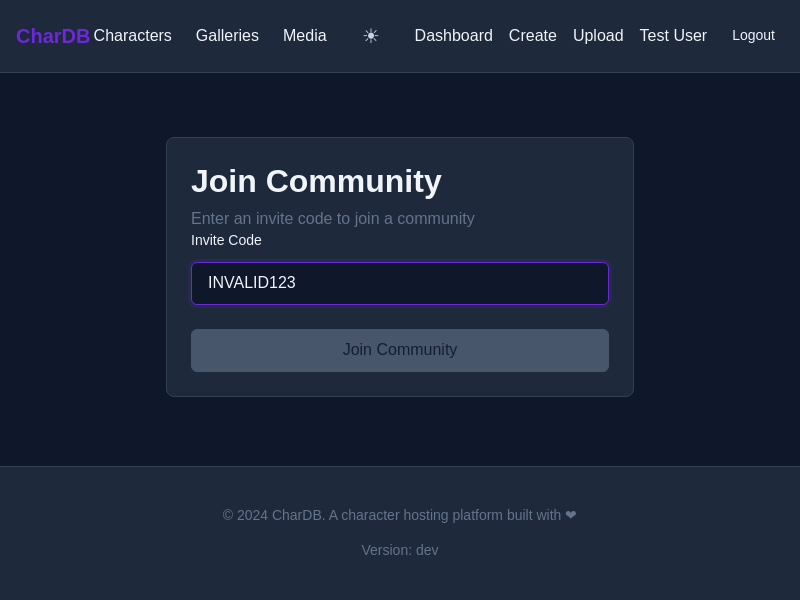 CharDB Characters Galleries Media ☀ Dashboard Create Upload Test User Logout
Join Community
Enter an invite code to join a community
Invite Code
INVALID123
Join Community
© 2024 CharDB. A character hosting platform built with ❤
Version: dev